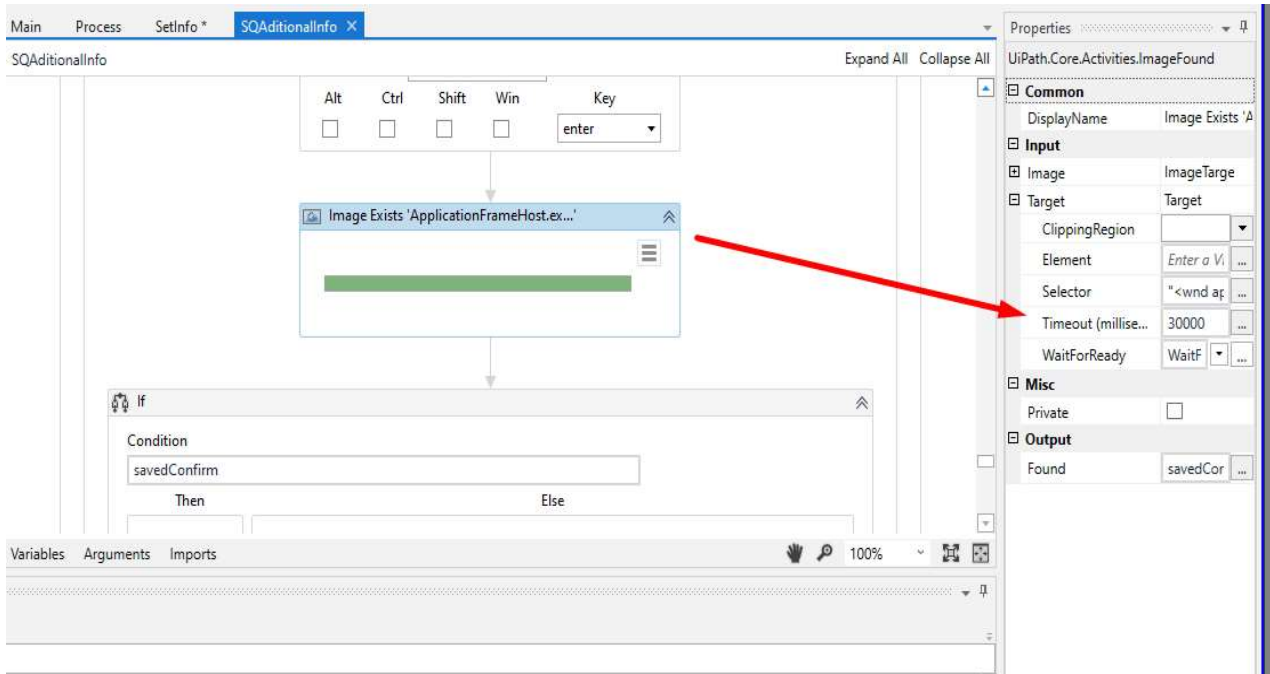 Main Process SetInfo * SQAditionalInfo
SQAditionalInfo Expand All Collapse All
Alt Ctrl Shift Win Key
enter
Image Exists 'ApplicationFrameHost.ex...'
If
Condition
savedConfirm
Then Else
Variables Arguments Imports 100%
Properties
UiPath.Core.Activities.ImageFound
Common
DisplayName Image Exists 'A
Input
Image ImageTarge
Target Target
ClippingRegion
Element Enter a Vi ...
Selector "<wnd ap ...
Timeout (millise... 30000 ...
WaitForReady WaitF ...
Misc
Private
Output
Found savedCor ...